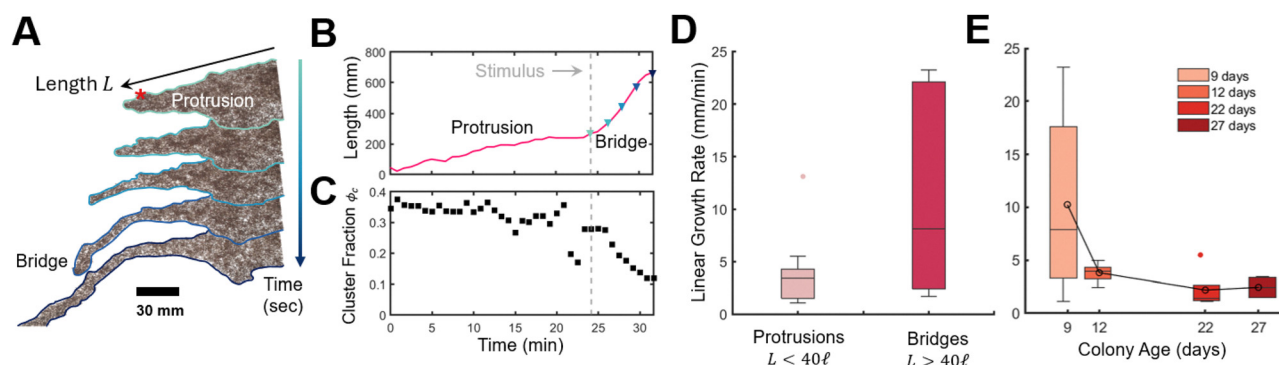 A
Length L
*
Protrusion
Bridge
30 mm
Time
(sec)
B
Length (mm)
800
600
400
200
0
Stimulus →
Protrusion
Bridge
C
Cluster Fraction ϕc
0.4
0.3
0.2
0.1
0
0 5 10 15 20 25 30
Time (min)
D
Linear Growth Rate (mm/min)
25
20
15
10
5
0
Protrusions Bridges
L < 40ℓ L > 40ℓ
E
25
20
15
10
5
0
9 days
12 days
22 days
27 days
9 12 22 27
Colony Age (days)